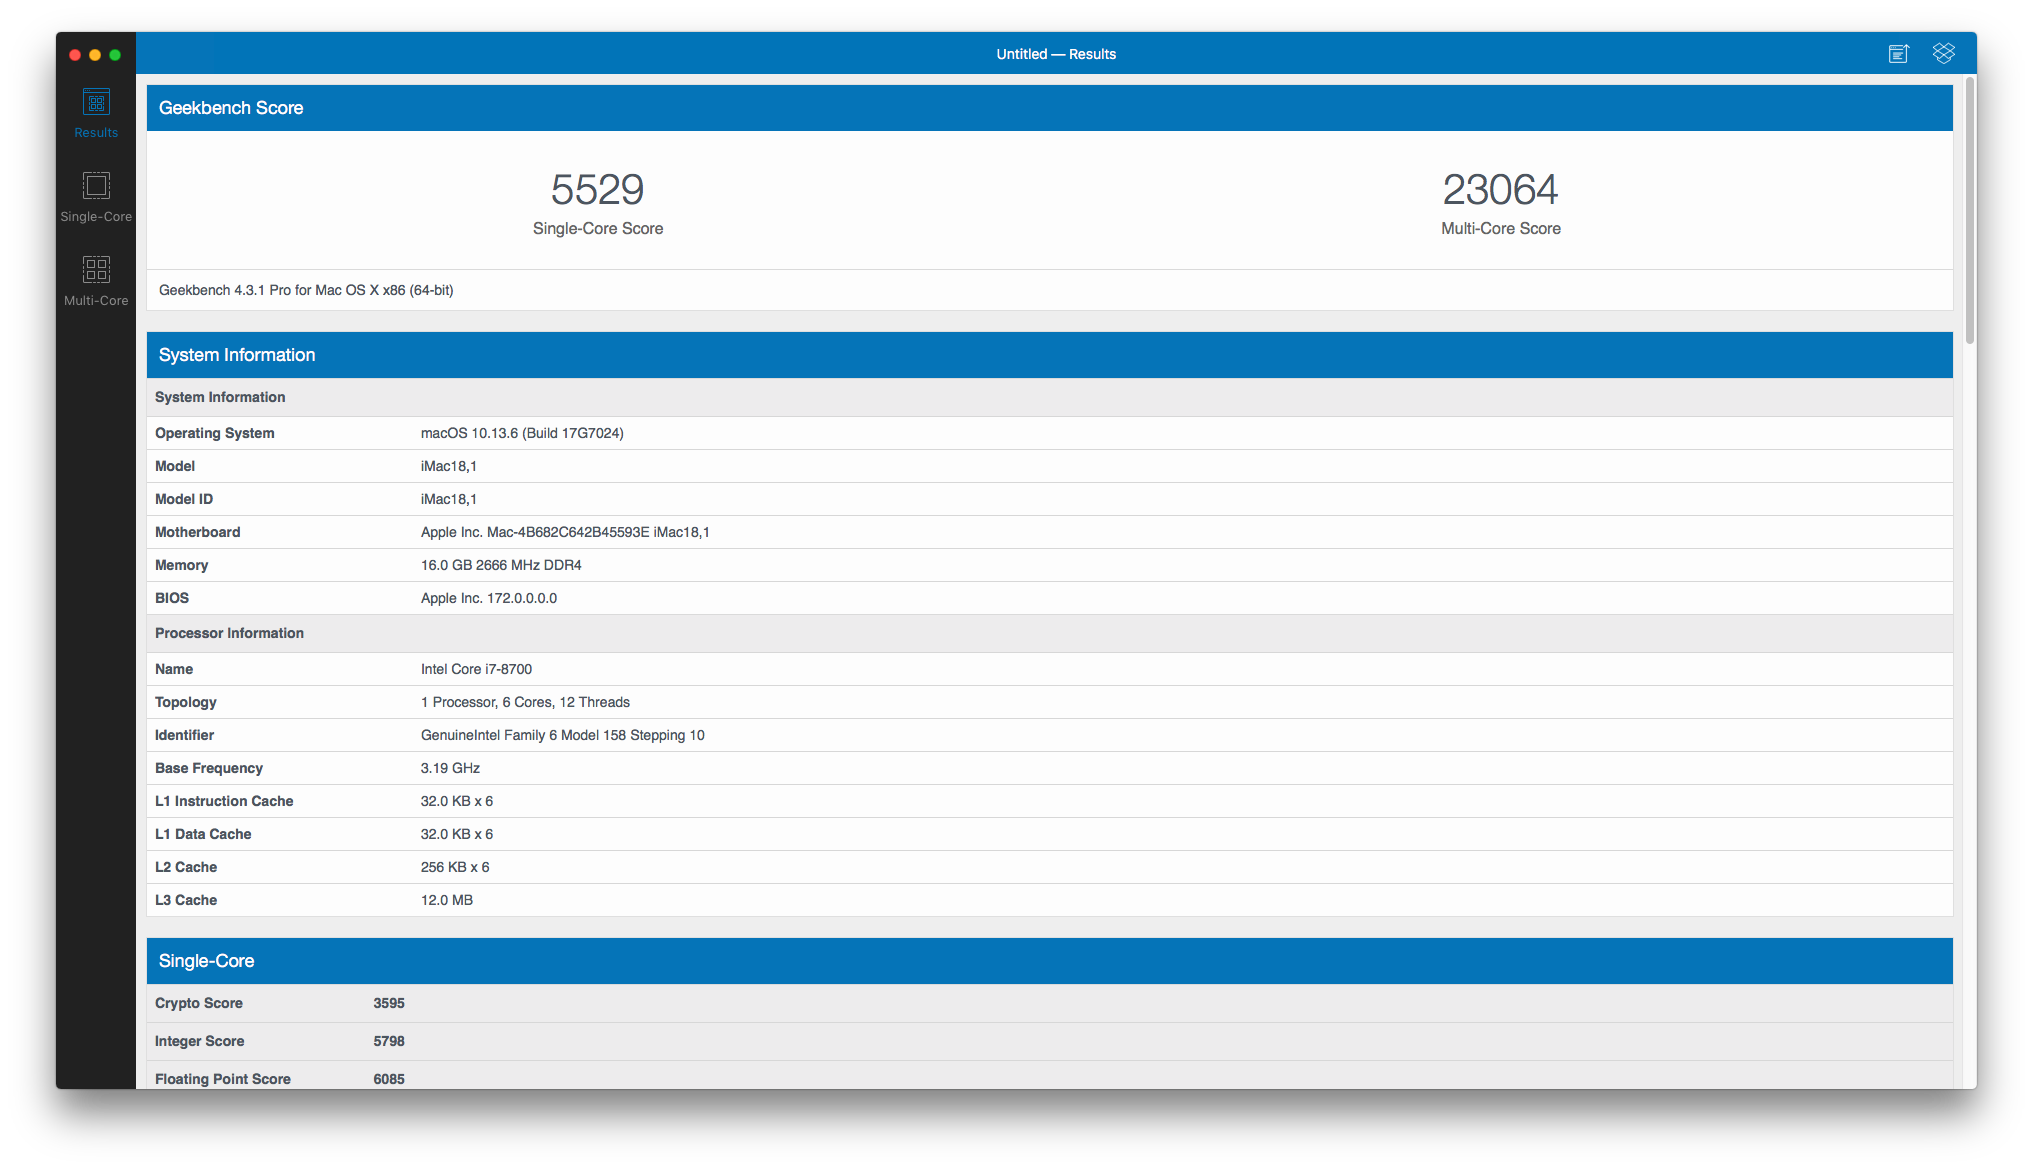 Untitled — Results
Results
Single-Core
Multi-Core
Geekbench Score
5529
Single-Core Score
23064
Multi-Core Score
Geekbench 4.3.1 Pro for Mac OS X x86 (64-bit)
System Information
System Information
Operating System macOS 10.13.6 (Build 17G7024)
Model iMac18,1
Model ID iMac18,1
Motherboard Apple Inc. Mac-4B682C642B45593E iMac18,1
Memory 16.0 GB 2666 MHz DDR4
BIOS Apple Inc. 172.0.0.0.0
Processor Information
Name Intel Core i7-8700
Topology 1 Processor, 6 Cores, 12 Threads
Identifier GenuineIntel Family 6 Model 158 Stepping 10
Base Frequency 3.19 GHz
L1 Instruction Cache 32.0 KB x 6
L1 Data Cache 32.0 KB x 6
L2 Cache 256 KB x 6
L3 Cache 12.0 MB
Single-Core
Crypto Score 3595
Integer Score 5798
Floating Point Score 6085